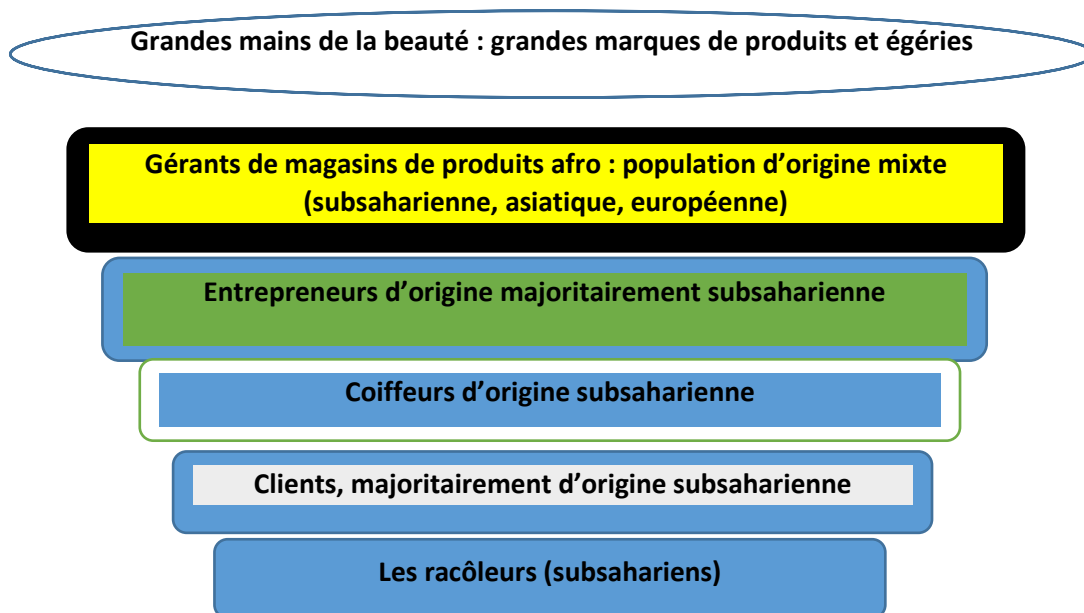 Grandes mains de la beauté : grandes marques de produits et égéries
Gérants de magasins de produits afro : population d’origine mixte
(subsaharienne, asiatique, européenne)
Entrepreneurs d’origine majoritairement subsaharienne
Coiffeurs d’origine subsaharienne
Clients, majoritairement d’origine subsaharienne
Les racôleurs (subsahariens)